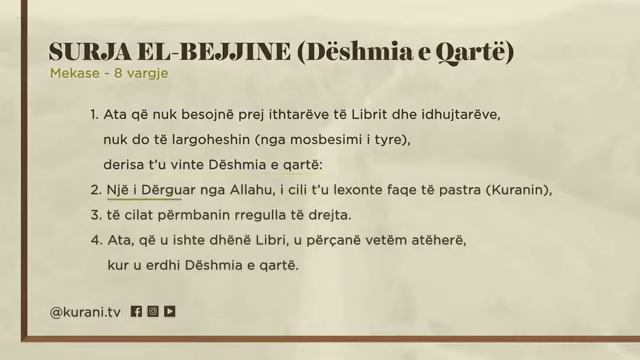 SURJA EL-BEJJINE (Dëshmia e Qartë)
Mekase - 8 vargje
1. Ata që nuk besojnë prej ithtarëve të Librit dhe idhujtarëve,
nuk do të largoheshin (nga mosbesimi i tyre),
derisa t'u vinte Dëshmia e qartë:
2. Një i Dërguar nga Allahu, i cili t'u lexonte faqe të pastra (Kuranin),
3. të cilat përmbanin rregulla të drejta.
4. Ata, që u ishte dhënë Libri, u përçanë vetëm atëherë,
kur u erdhi Dëshmia e qartë.
@kurani.tv